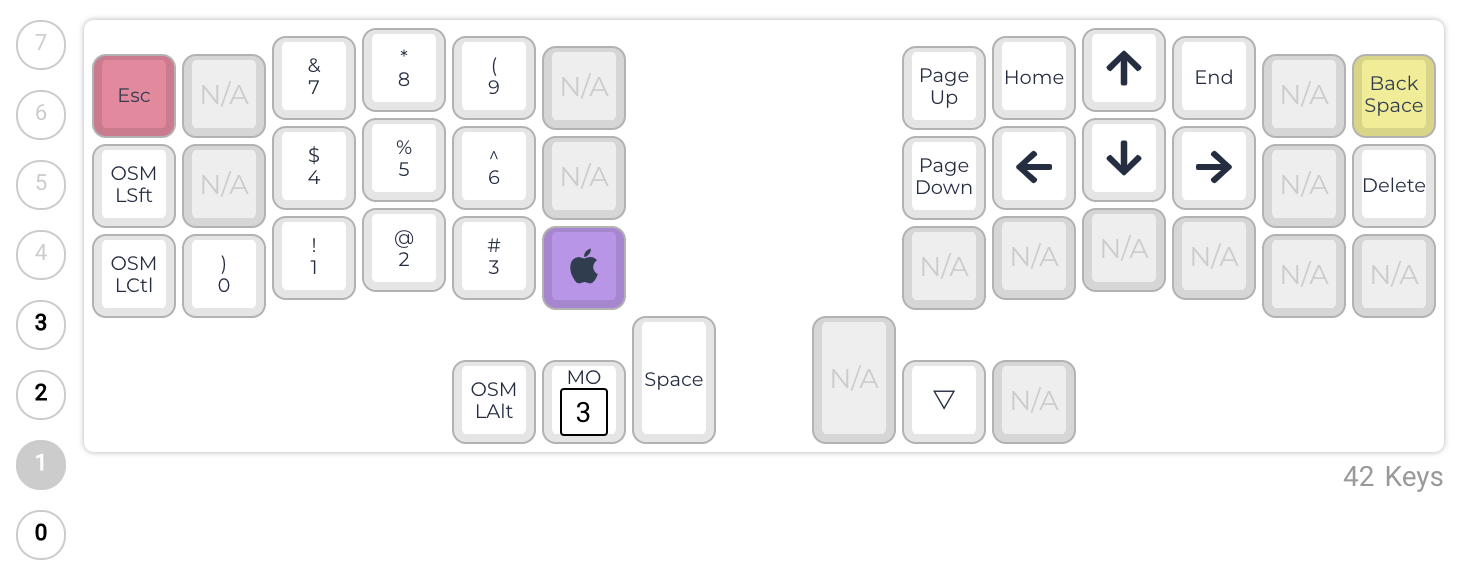 7
6
5
4
3
2
1
0
Esc
N/A
&
7
*
8
(
9
N/A
Page
Up
Home
↑
End
N/A
Back
Space
OSM
LSft
N/A
$
4
%
5
^
6
N/A
Page
Down
←
↓
→
N/A
Delete
OSM
LCtl
)
0
!
1
@
2
#
3
N/A
N/A
N/A
N/A
N/A
N/A
OSM
LAlt
MO
3
Space
N/A
▽
N/A
42 Keys